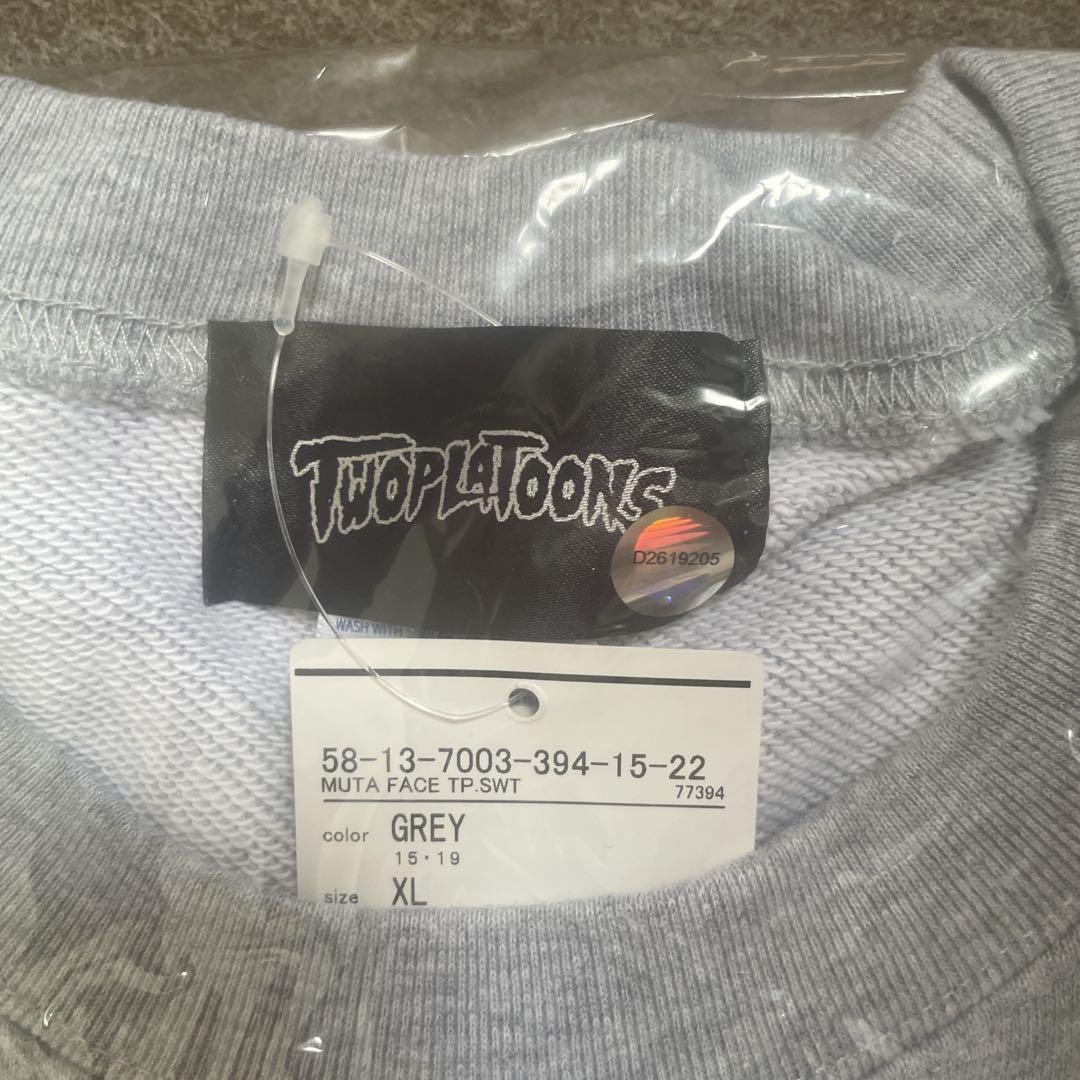 TWOPLATOONS
D2619205
WASH WITH
58-13-7003-394-15-22
MUTA FACE TP.SWT
77394
color GREY
15・19
size XL